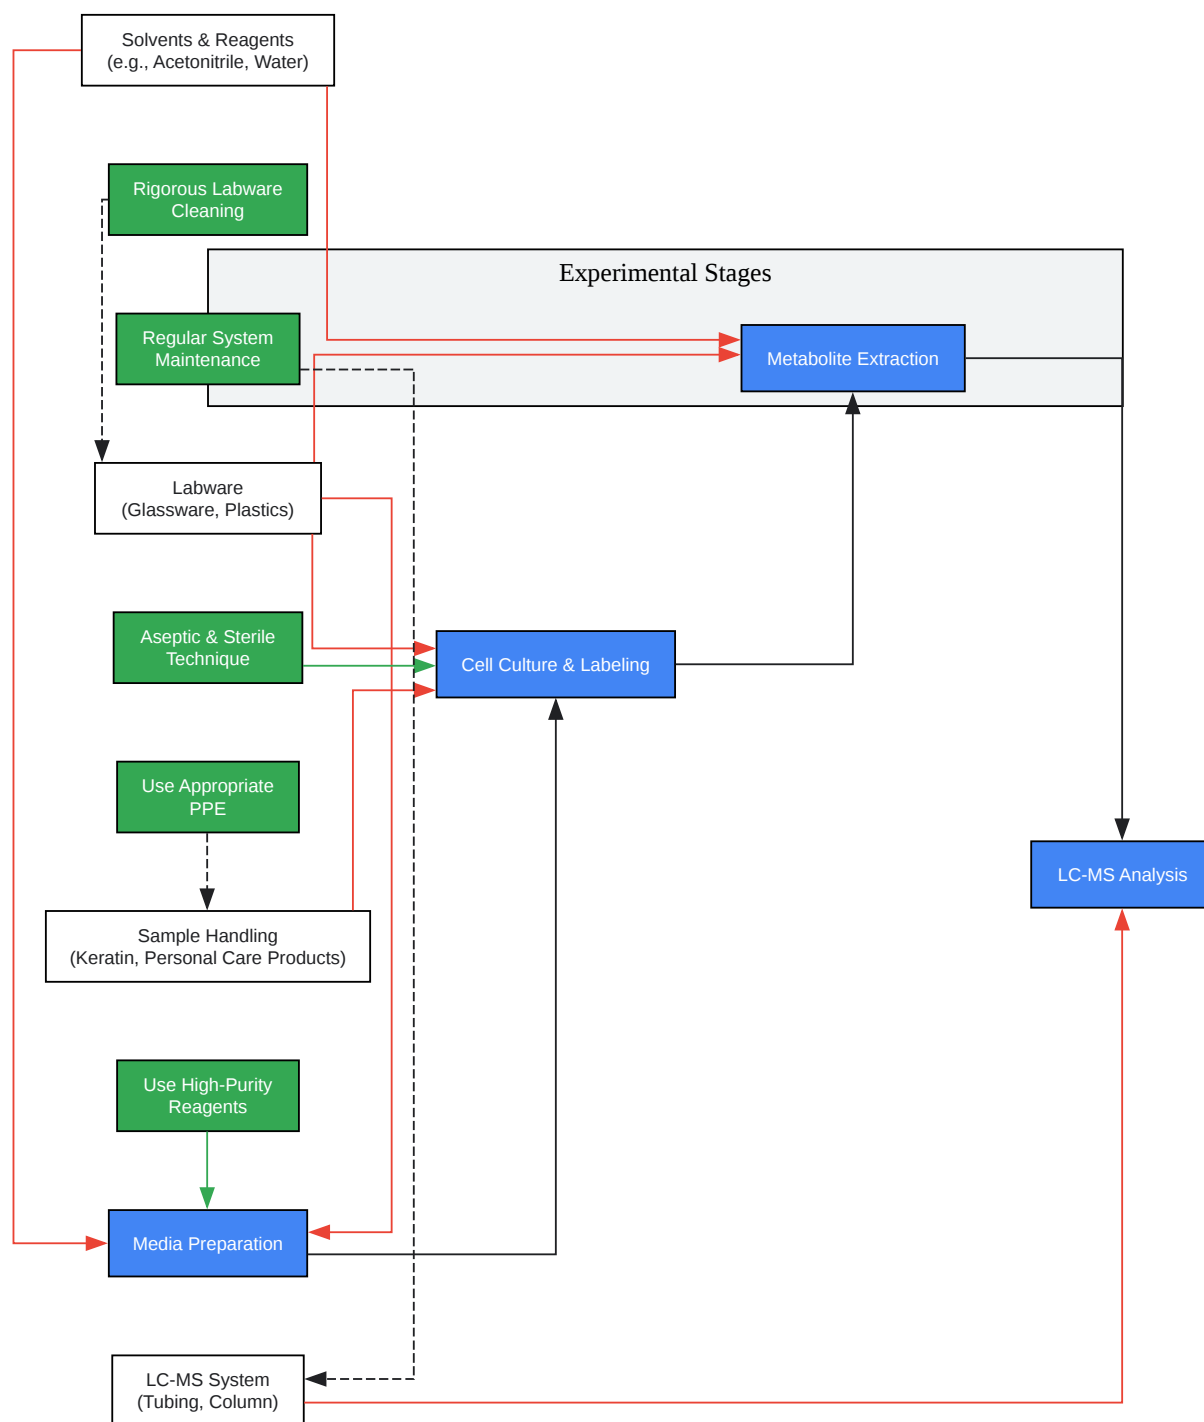 Solvents & Reagents
(e.g., Acetonitrile, Water)
Rigorous Labware
Cleaning
Experimental Stages
Regular System
Maintenance
Metabolite Extraction
Labware
(Glassware, Plastics)
Aseptic & Sterile
Technique
Cell Culture & Labeling
Use Appropriate
PPE
LC-MS Analysis
Sample Handling
(Keratin, Personal Care Products)
Use High-Purity
Reagents
Media Preparation
LC-MS System
(Tubing, Column)